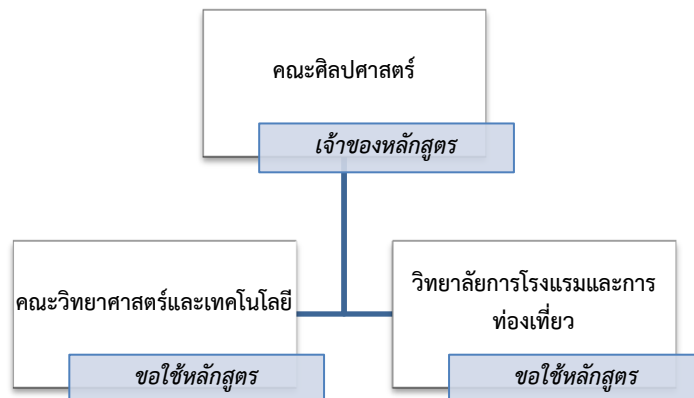 คณะศิลปศาสตร์
เจ้าของหลักสูตร
คณะวิทยาศาสตร์และเทคโนโลยี
ขอใช้หลักสูตร
วิทยาลัยการโรงแรมและการ
ท่องเที่ยว
ขอใช้หลักสูตร